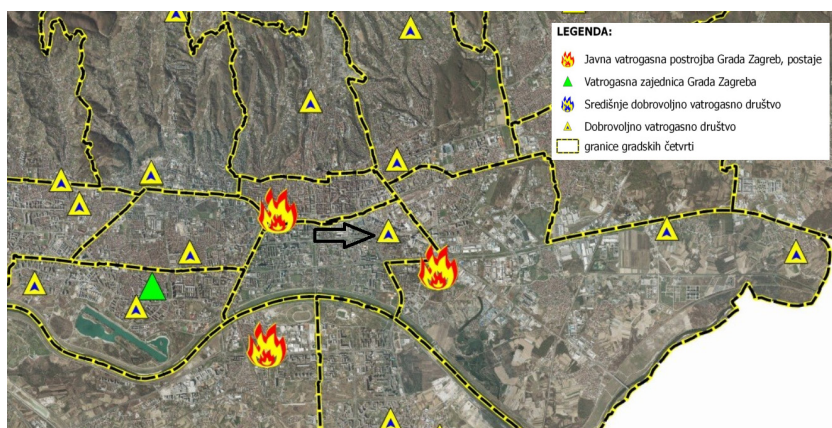 LEGENDA:
Javna vatrogasna postrojba Grada Zagreb, postaje
Vatrogasna zajednica Grada Zagreba
Središnje dobrovoljno vatrogasno društvo
Dobrovoljno vatrogasno društvo
granice gradskih četvrti